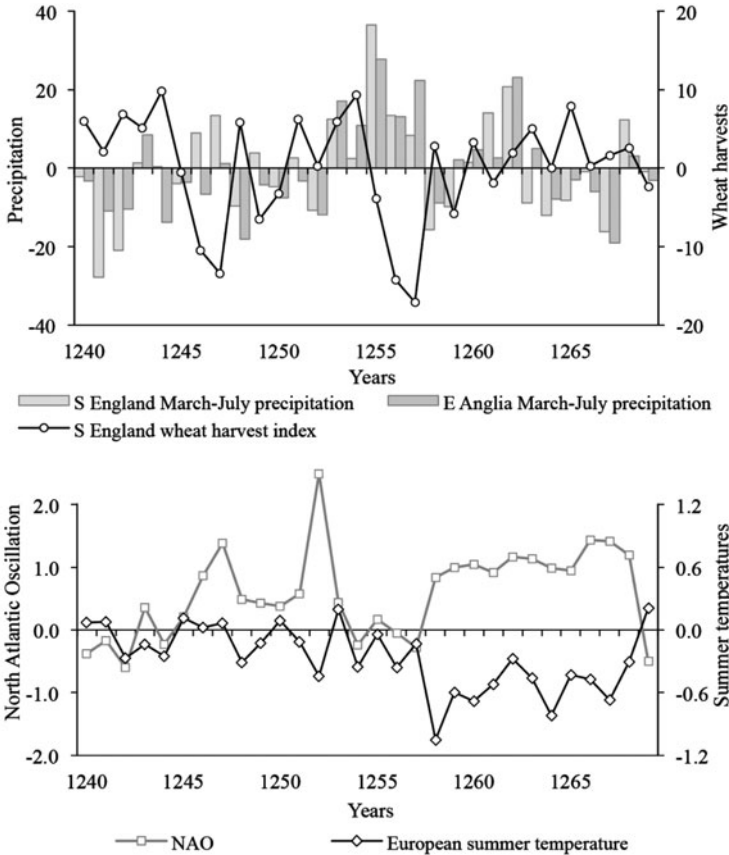 40
20
0
-20
-40
Precipitation
20
10
0
-10
-20
Wheat harvests
1240 1245 1250 1255 1260 1265
Years
S England March-July precipitation
E Anglia March-July precipitation
S England wheat harvest index
2.0
1.0
0.0
-1.0
-2.0
North Atlantic Oscillation
1.2
0.6
0.0
-0.6
-1.2
Summer temperatures
1240 1245 1250 1255 1260 1265
Years
NAO
European summer temperature